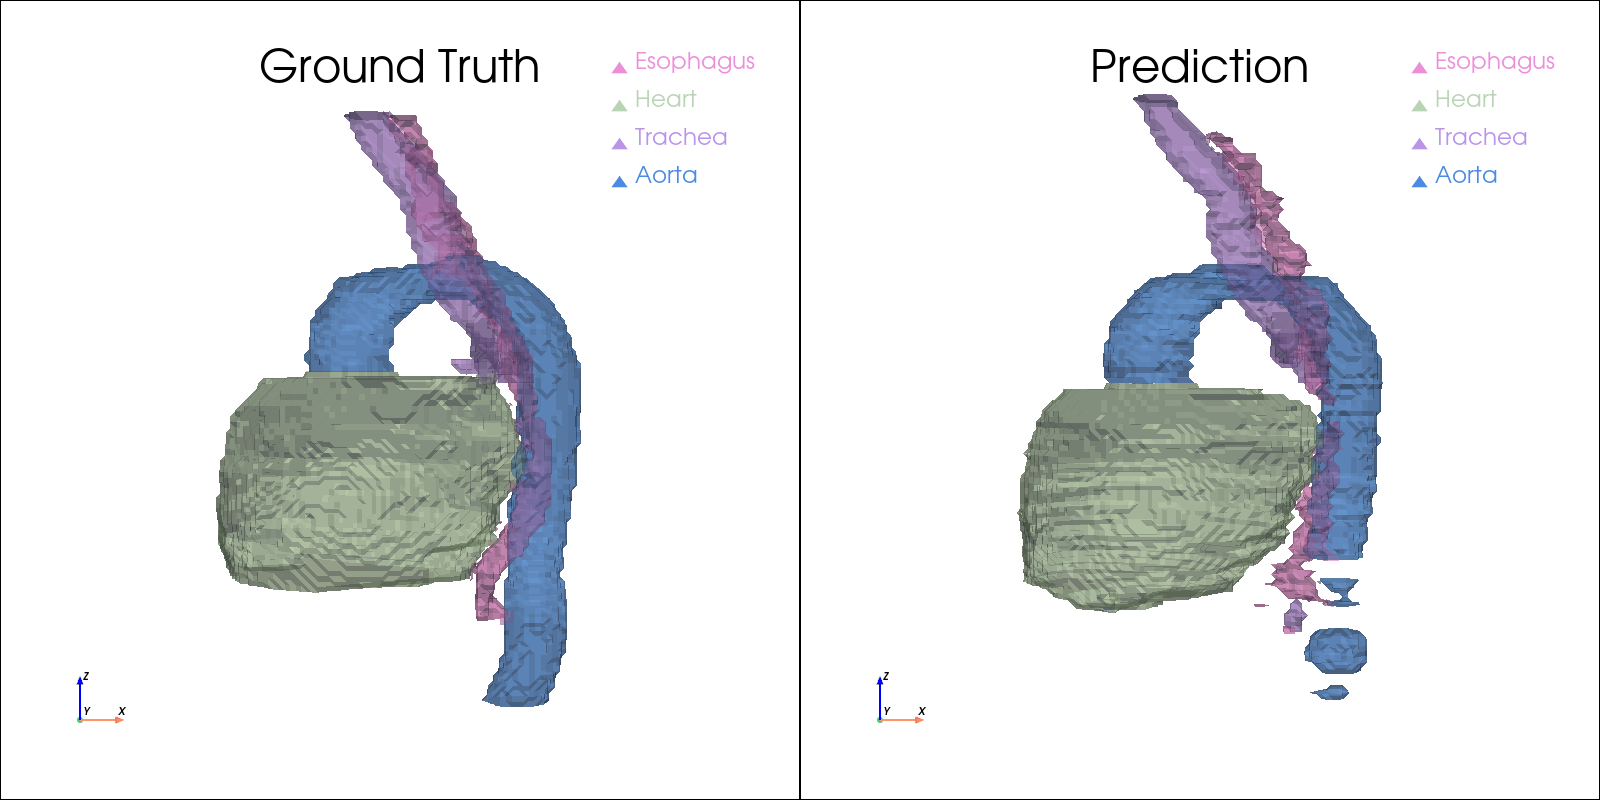 Ground Truth
Esophagus
Heart
Trachea
Aorta
Z
Y
X
Prediction
Esophagus
Heart
Trachea
Aorta
Z
Y
X